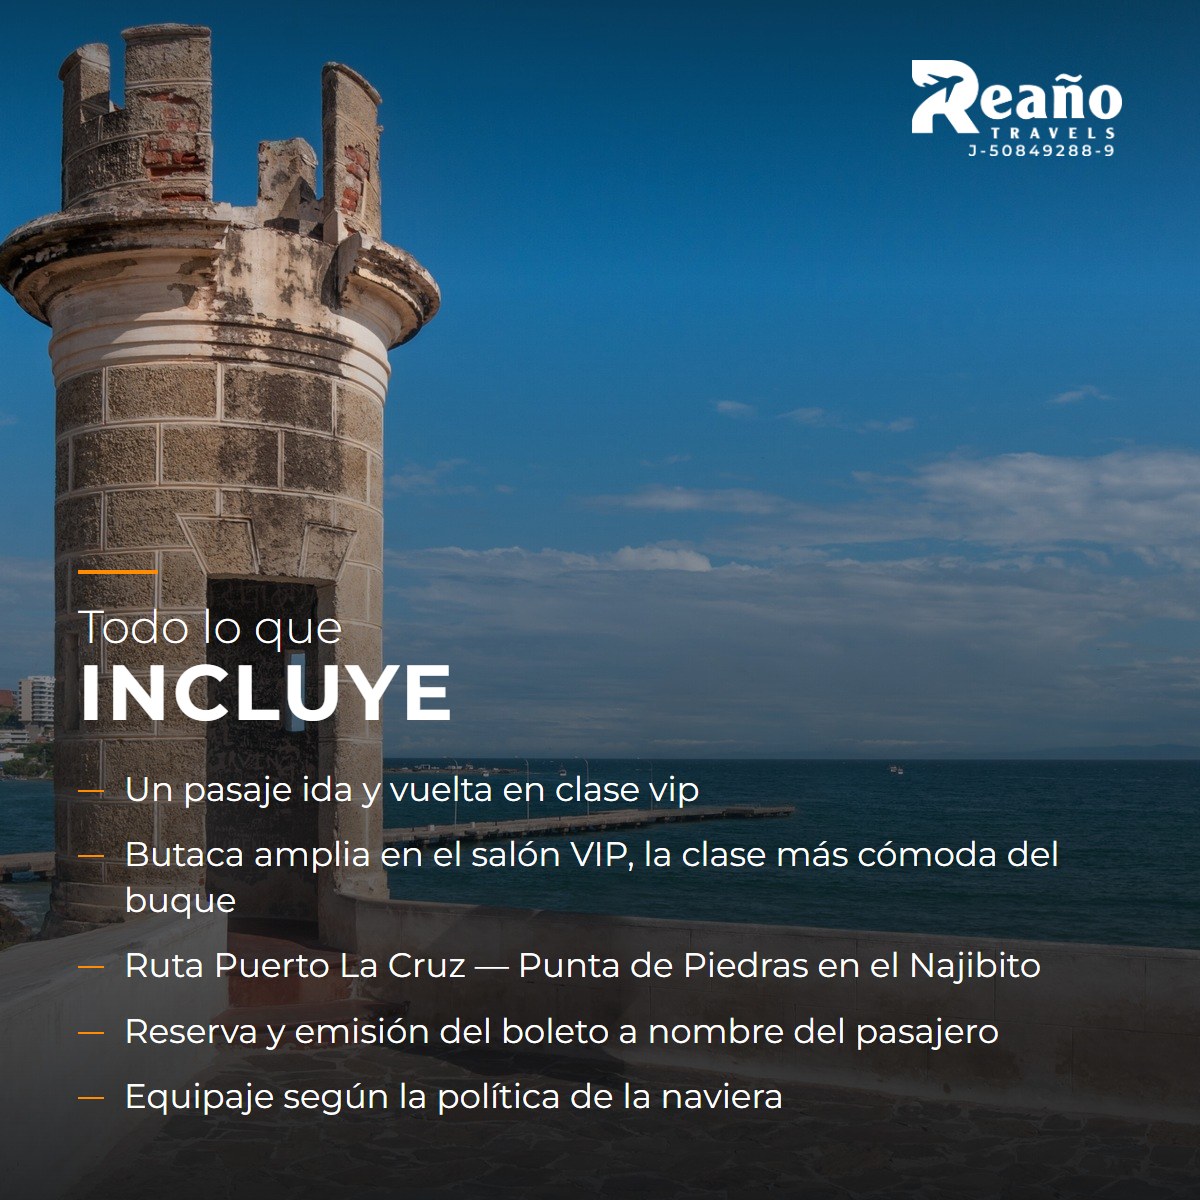 Reaño
TRAVELS
J-50849288-9
Todo lo que
INCLUYE
— Un pasaje ida y vuelta en clase vip
— Butaca amplia en el salón VIP, la clase más cómoda del
buque
— Ruta Puerto La Cruz — Punta de Piedras en el Najibito
— Reserva y emisión del boleto a nombre del pasajero
— Equipaje según la política de la naviera